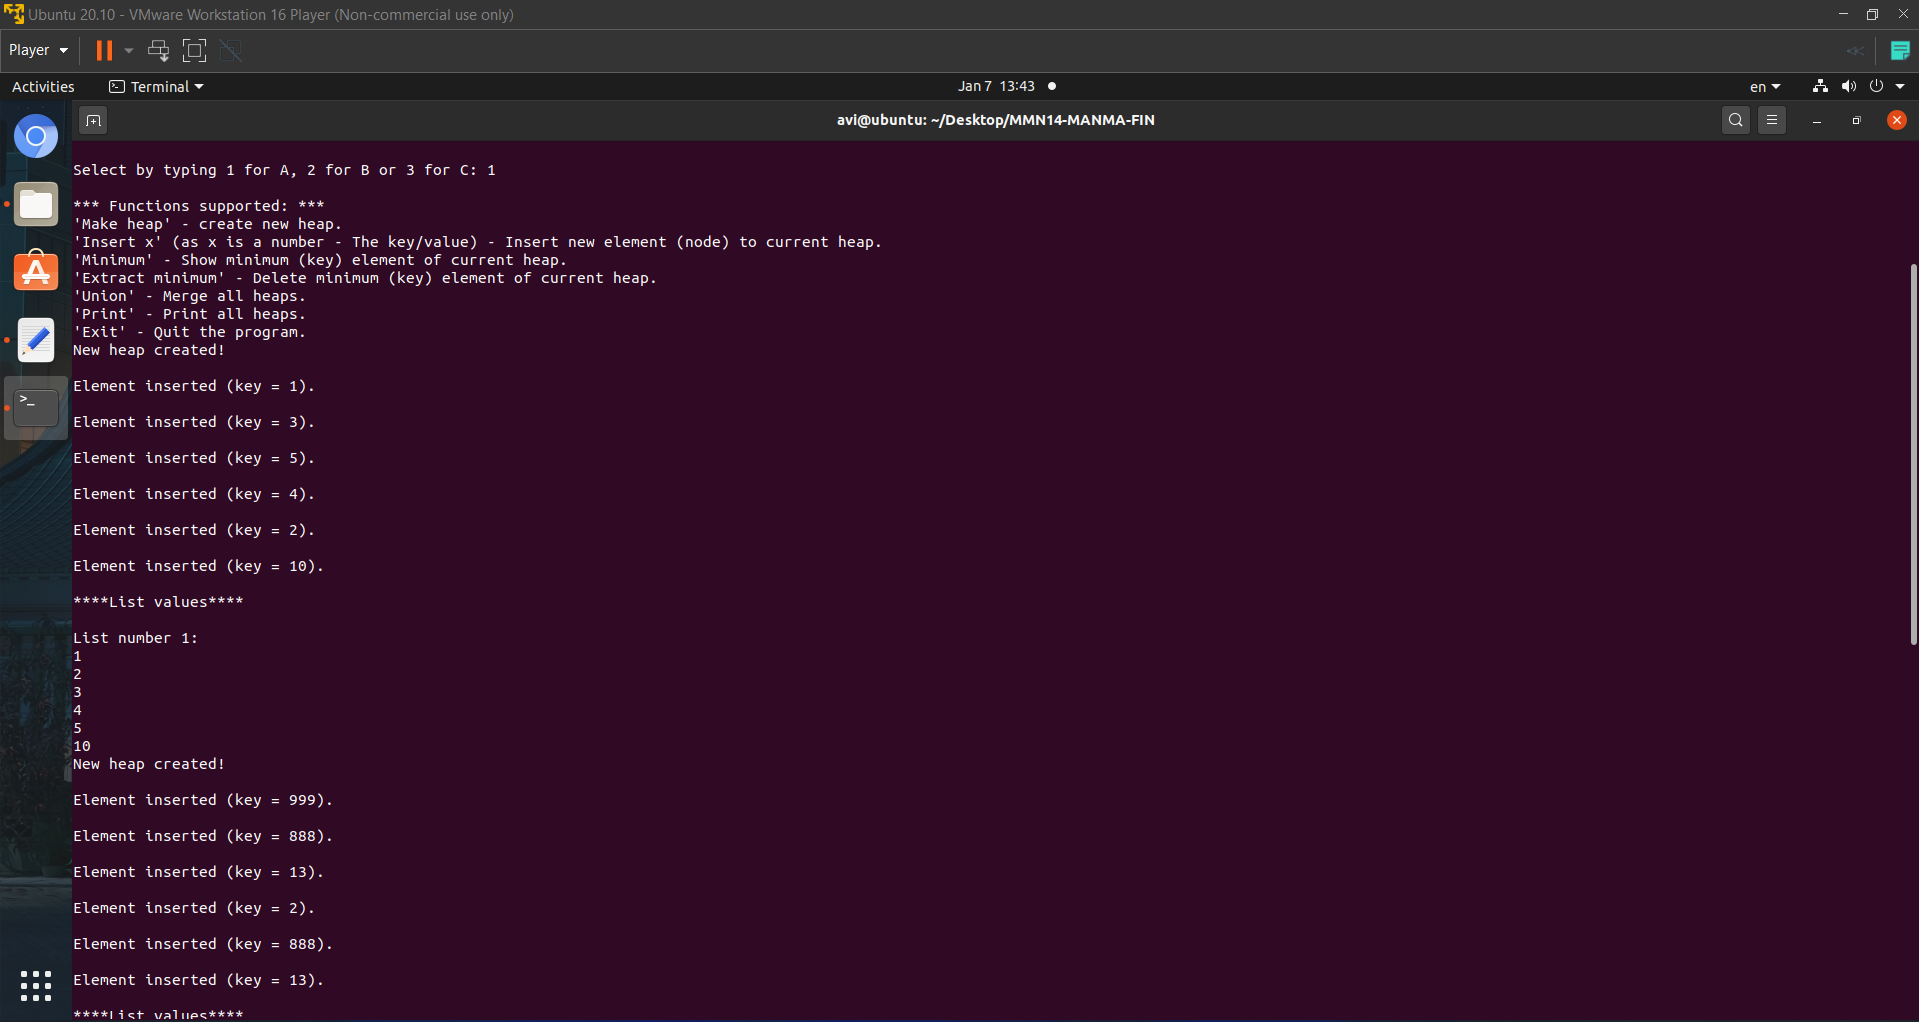 Ubuntu 20.10 - VMware Workstation 16 Player (Non-commercial use only)
Player
Activities
Terminal
Jan 7 13:43
en
avi@ubuntu: ~/Desktop/MMN14-MANMA-FIN
Select by typing 1 for A, 2 for B or 3 for C: 1
*** Functions supported: ***
'Make heap' - create new heap.
'Insert x' (as x is a number - The key/value) - Insert new element (node) to current heap.
'Minimum' - Show minimum (key) element of current heap.
'Extract minimum' - Delete minimum (key) element of current heap.
'Union' - Merge all heaps.
'Print' - Print all heaps.
'Exit' - Quit the program.
New heap created!
Element inserted (key = 1).
Element inserted (key = 3).
Element inserted (key = 5).
Element inserted (key = 4).
Element inserted (key = 2).
Element inserted (key = 10).
****List values****
List number 1:
1
2
3
4
5
10
New heap created!
Element inserted (key = 999).
Element inserted (key = 888).
Element inserted (key = 13).
Element inserted (key = 2).
Element inserted (key = 888).
Element inserted (key = 13).
****List values****